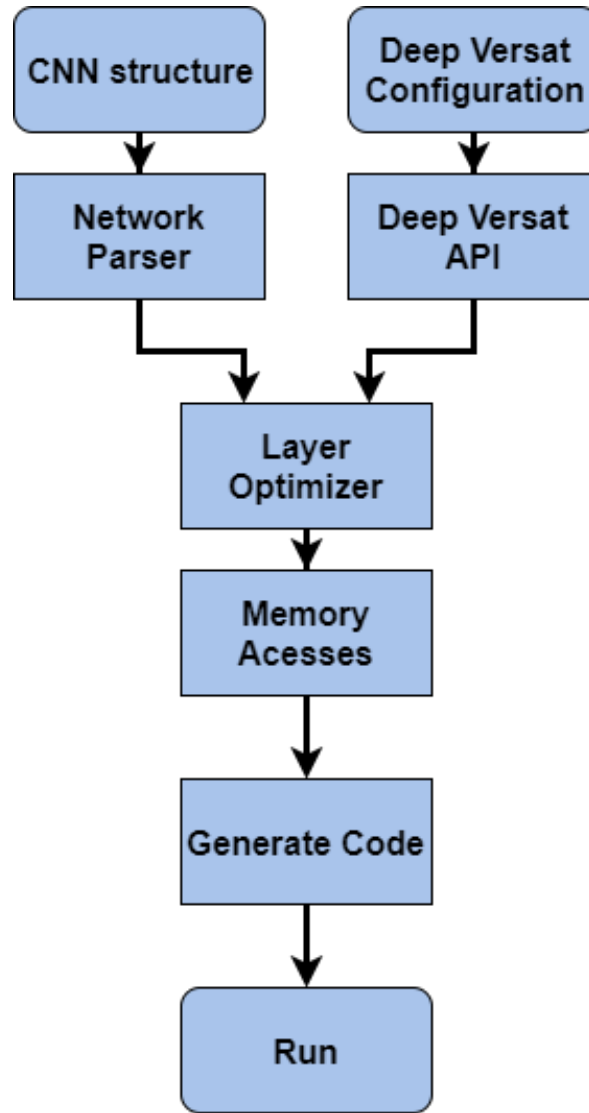 CNN structure
Deep Versat
Configuration
Network
Parser
Deep Versat
API
Layer
Optimizer
Memory
Acesses
Generate Code
Run